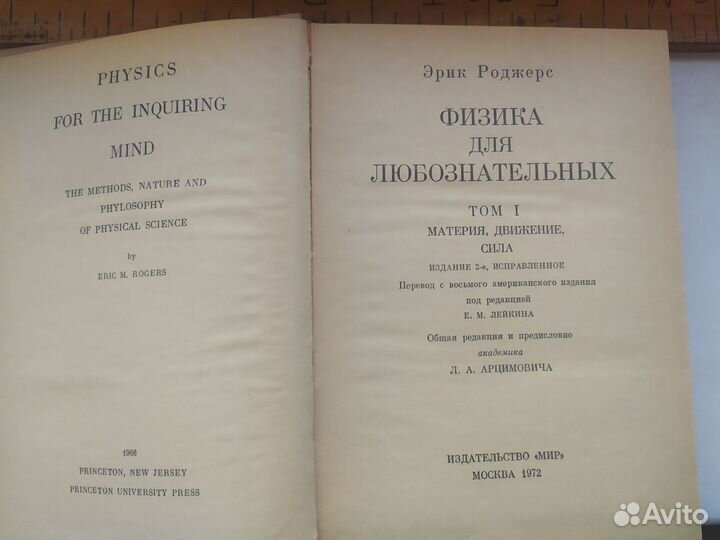 PHYSICS
FOR THE INQUIRING
MIND
THE METHODS, NATURE AND
PHYLOSOPHY
OF PHYSICAL SCIENCE
by
ERIC M. ROGERS
1966
PRINCETON, NEW JERSEY
PRINCETON UNIVERSITY PRESS
Эрик Роджерс
ФИЗИКА
ДЛЯ
ЛЮБОЗНАТЕЛЬНЫХ
ТОМ I
МАТЕРИЯ, ДВИЖЕНИЕ,
СИЛА
ИЗДАНИЕ 2-е, ИСПРАВЛЕННОЕ
Перевод с восьмого американского издания
под редакцией
Е. М. ЛЕЙКИНА
Общая редакция и предисловие
академика
Л. А. АРЦИМОВИЧА
ИЗДАТЕЛЬСТВО «МИР»
МОСКВА 1972
Avito